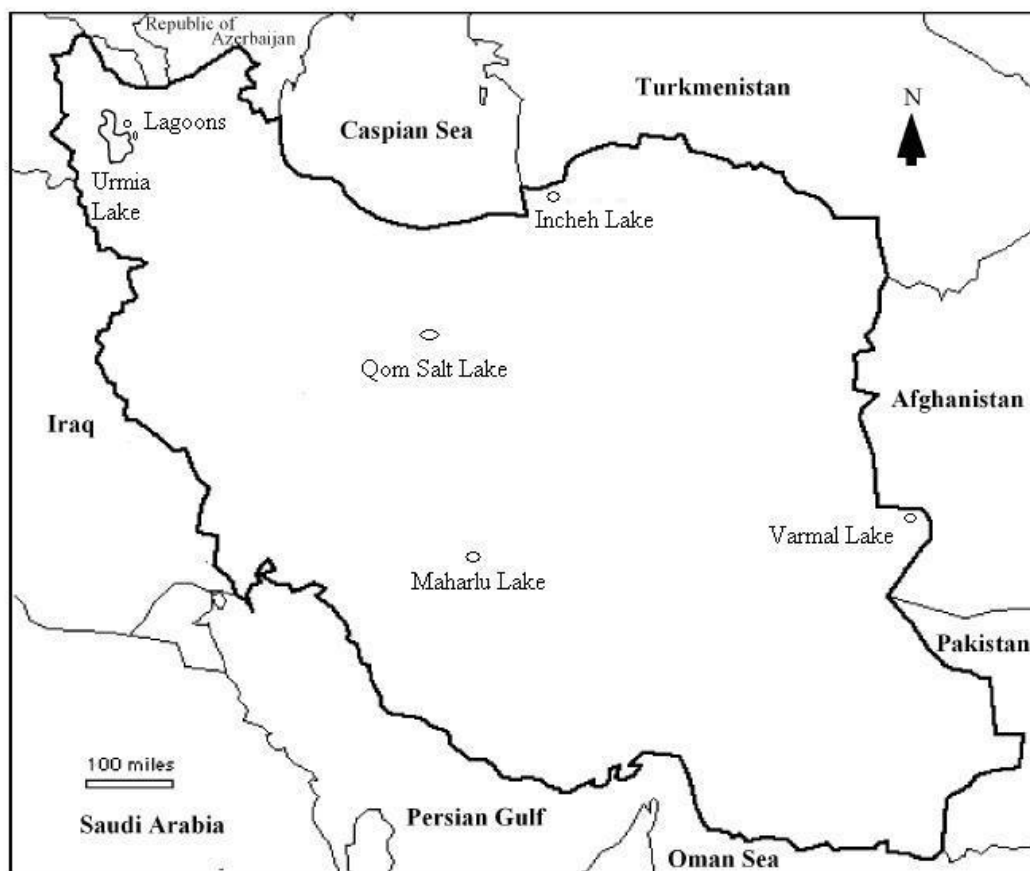 Republic of
Azerbaijan
Turkmenistan
N
Lagoons
Caspian Sea
Urmia
Lake
Incheh Lake
Qom Salt Lake
Afghanistan
Iraq
Varmal Lake
Maharlu Lake
Pakistan
100 miles
Saudi Arabia
Persian Gulf
Oman Sea